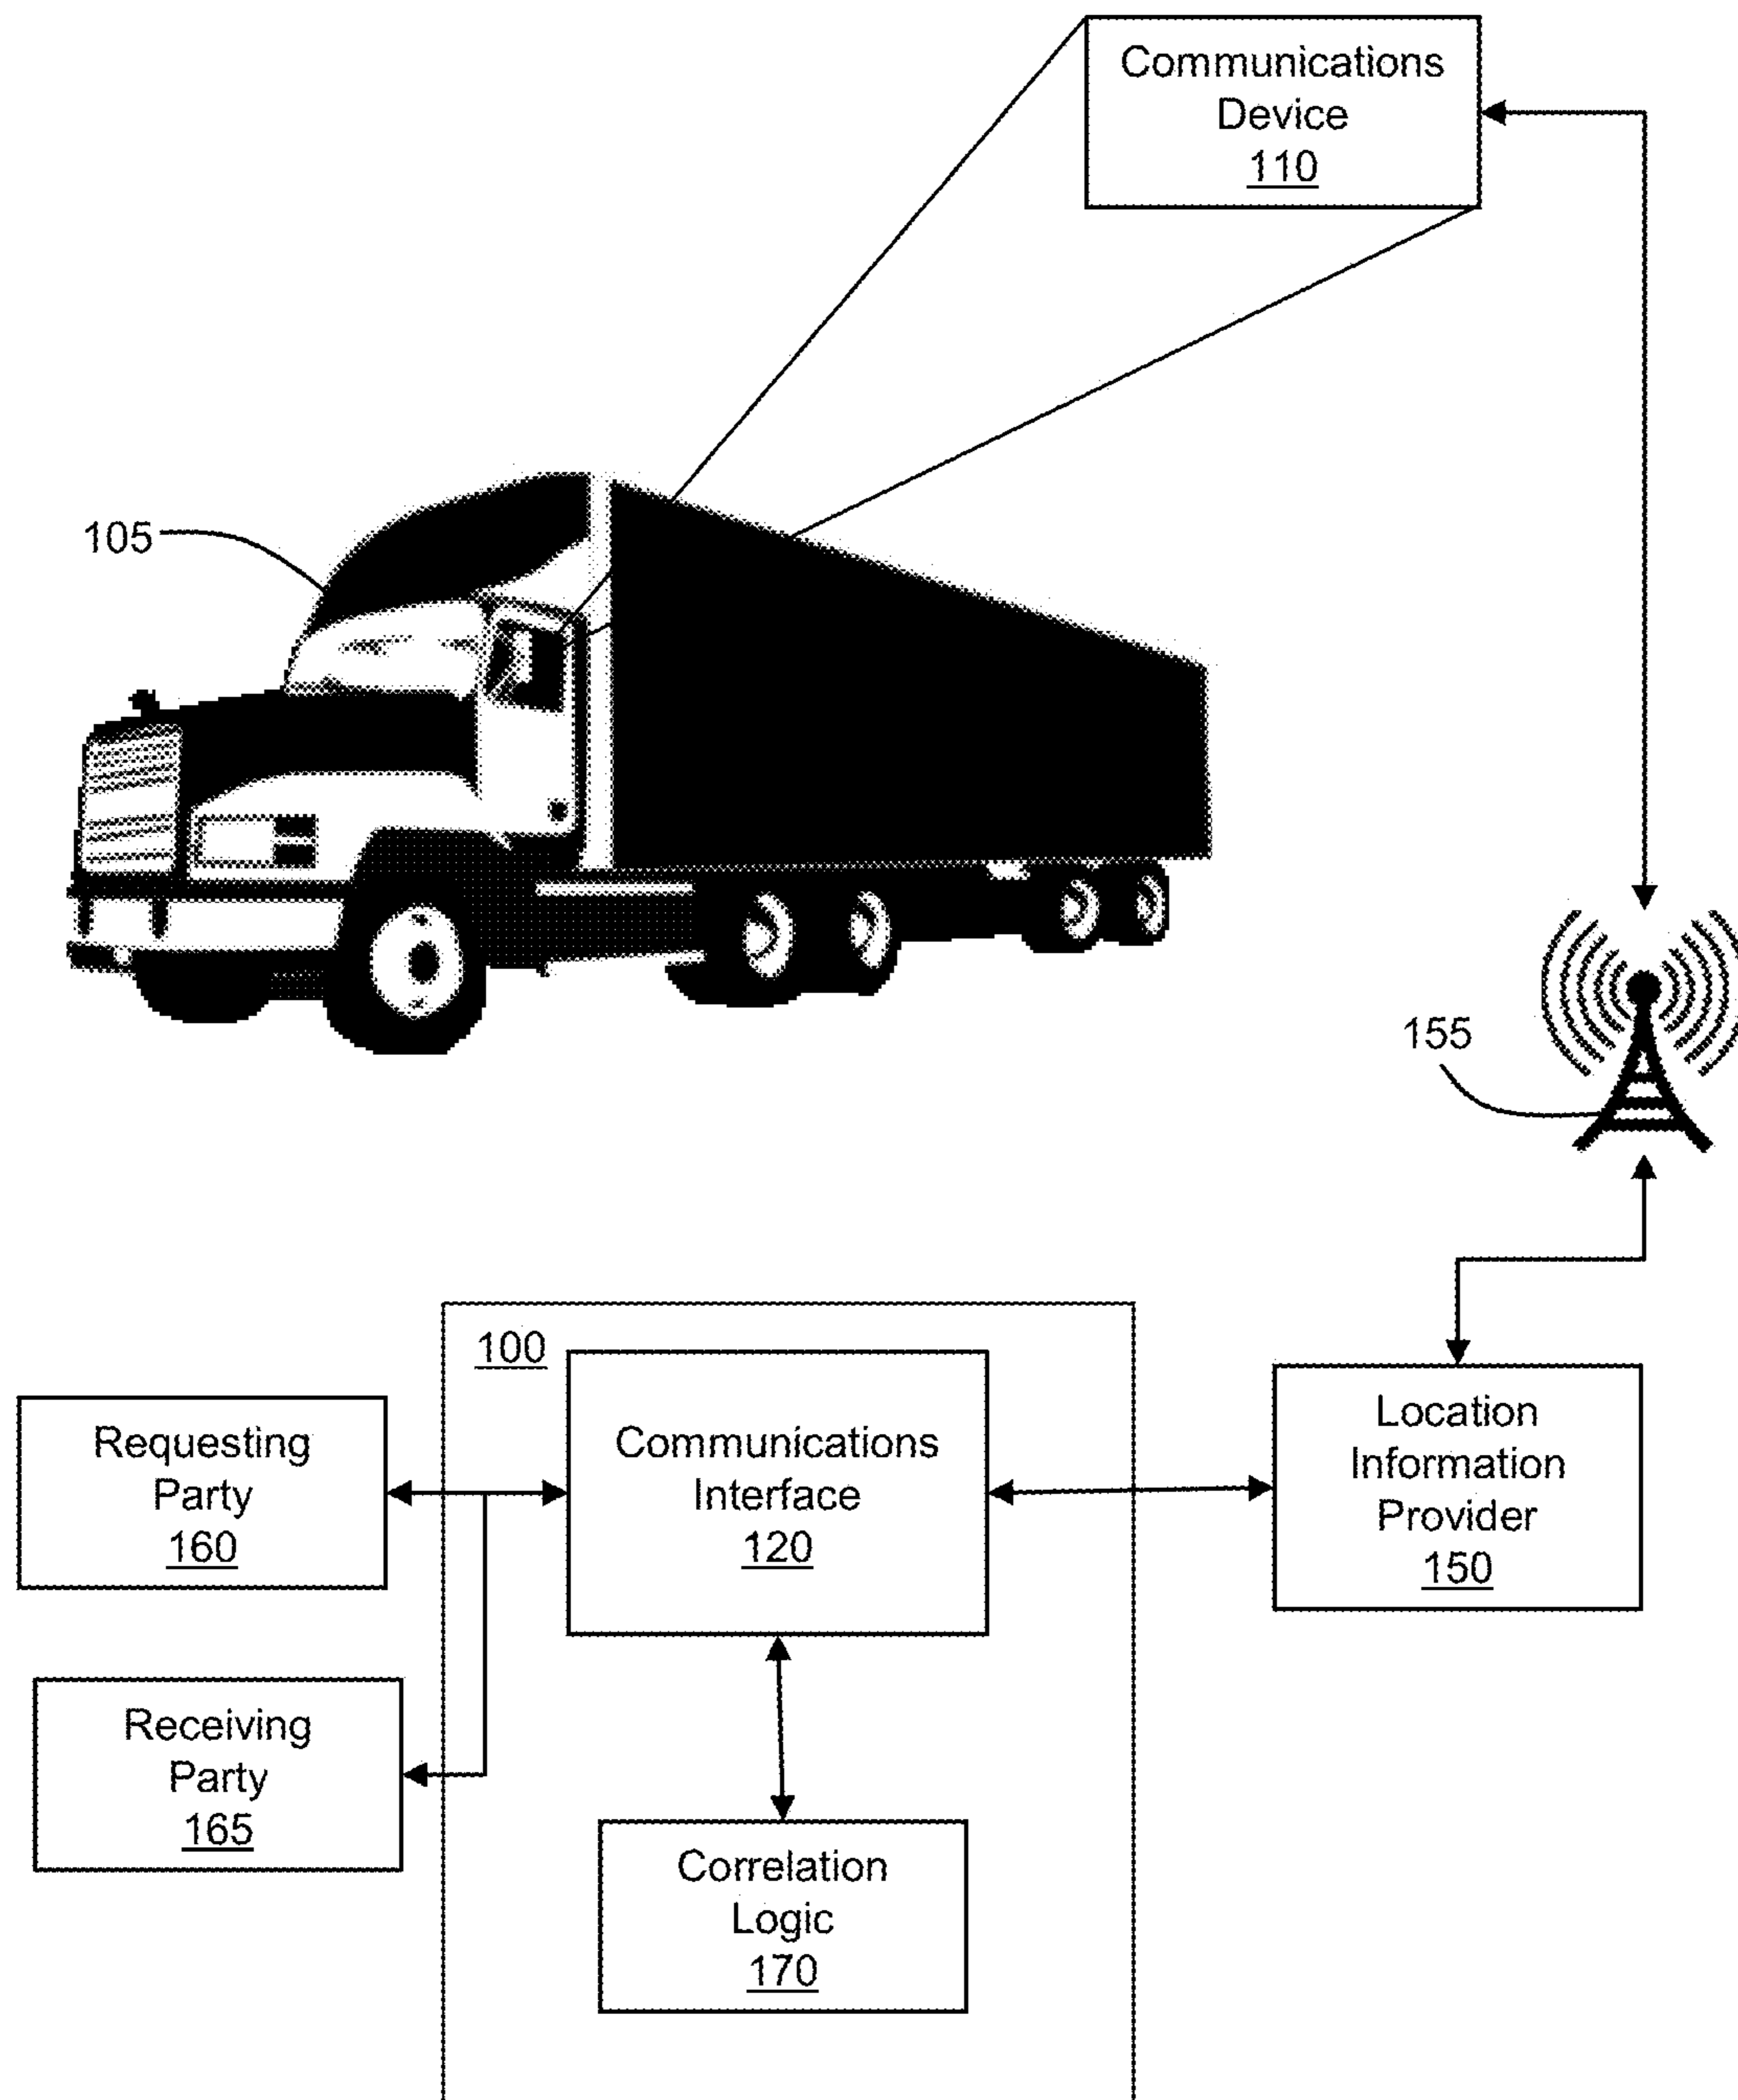 Communications
Device
110
105
155
100
Requesting
Party
160
Communications
Interface
120
Location
Information
Provider
150
Receiving
Party
165
Correlation
Logic
170